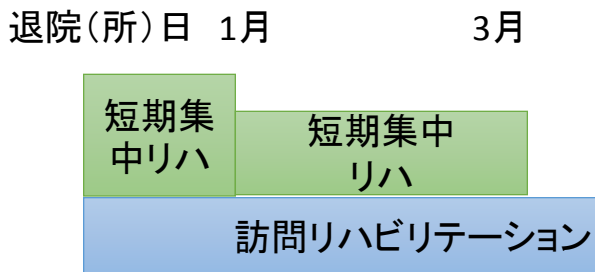 退院（所）日 1月 3月
短期集
中リハ
短期集中
リハ
訪問リハビリテーション